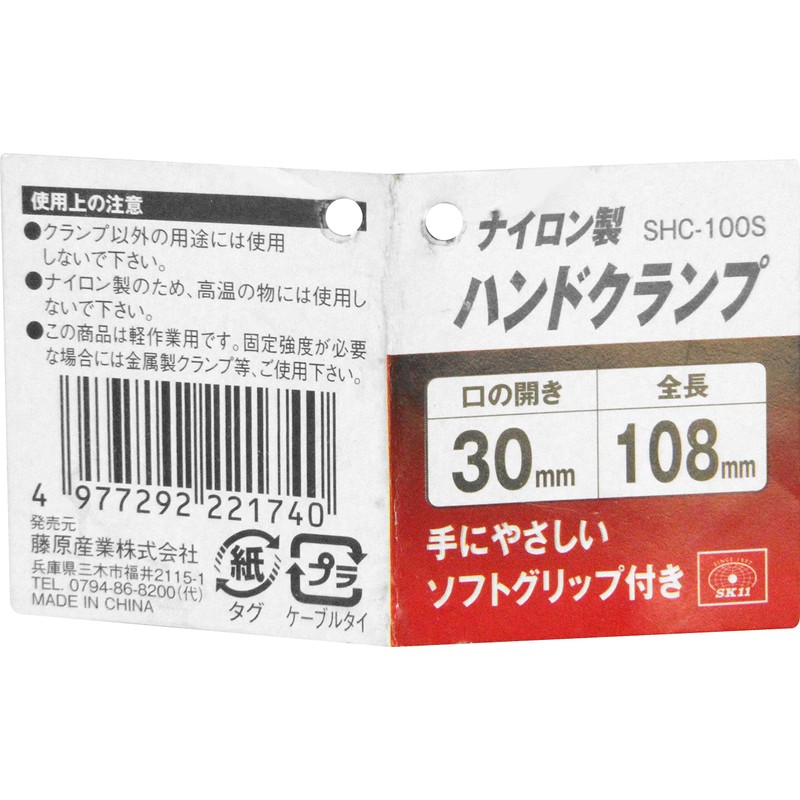 使用上の注意
●クランプ以外の用途には使用
しないで下さい。
●ナイロン製のため、高温の物には使用し
ないで下さい。
●この商品は軽作業用です。固定強度が必要
な場合には金属製クランプ等、ご使用下さい。
4 977292 221740
発売元
藤原産業株式会社
兵庫県三木市福井2115-1
TEL. 0794-86-8200(代)
MADE IN CHINA
紙
タグ
プラ
ケーブルタイ
ナイロン製 SHC-100S
ハンドクランプ
口の開き
30mm
全長
108mm
手にやさしい
ソフトグリップ付き
SINCE 1927
SK11